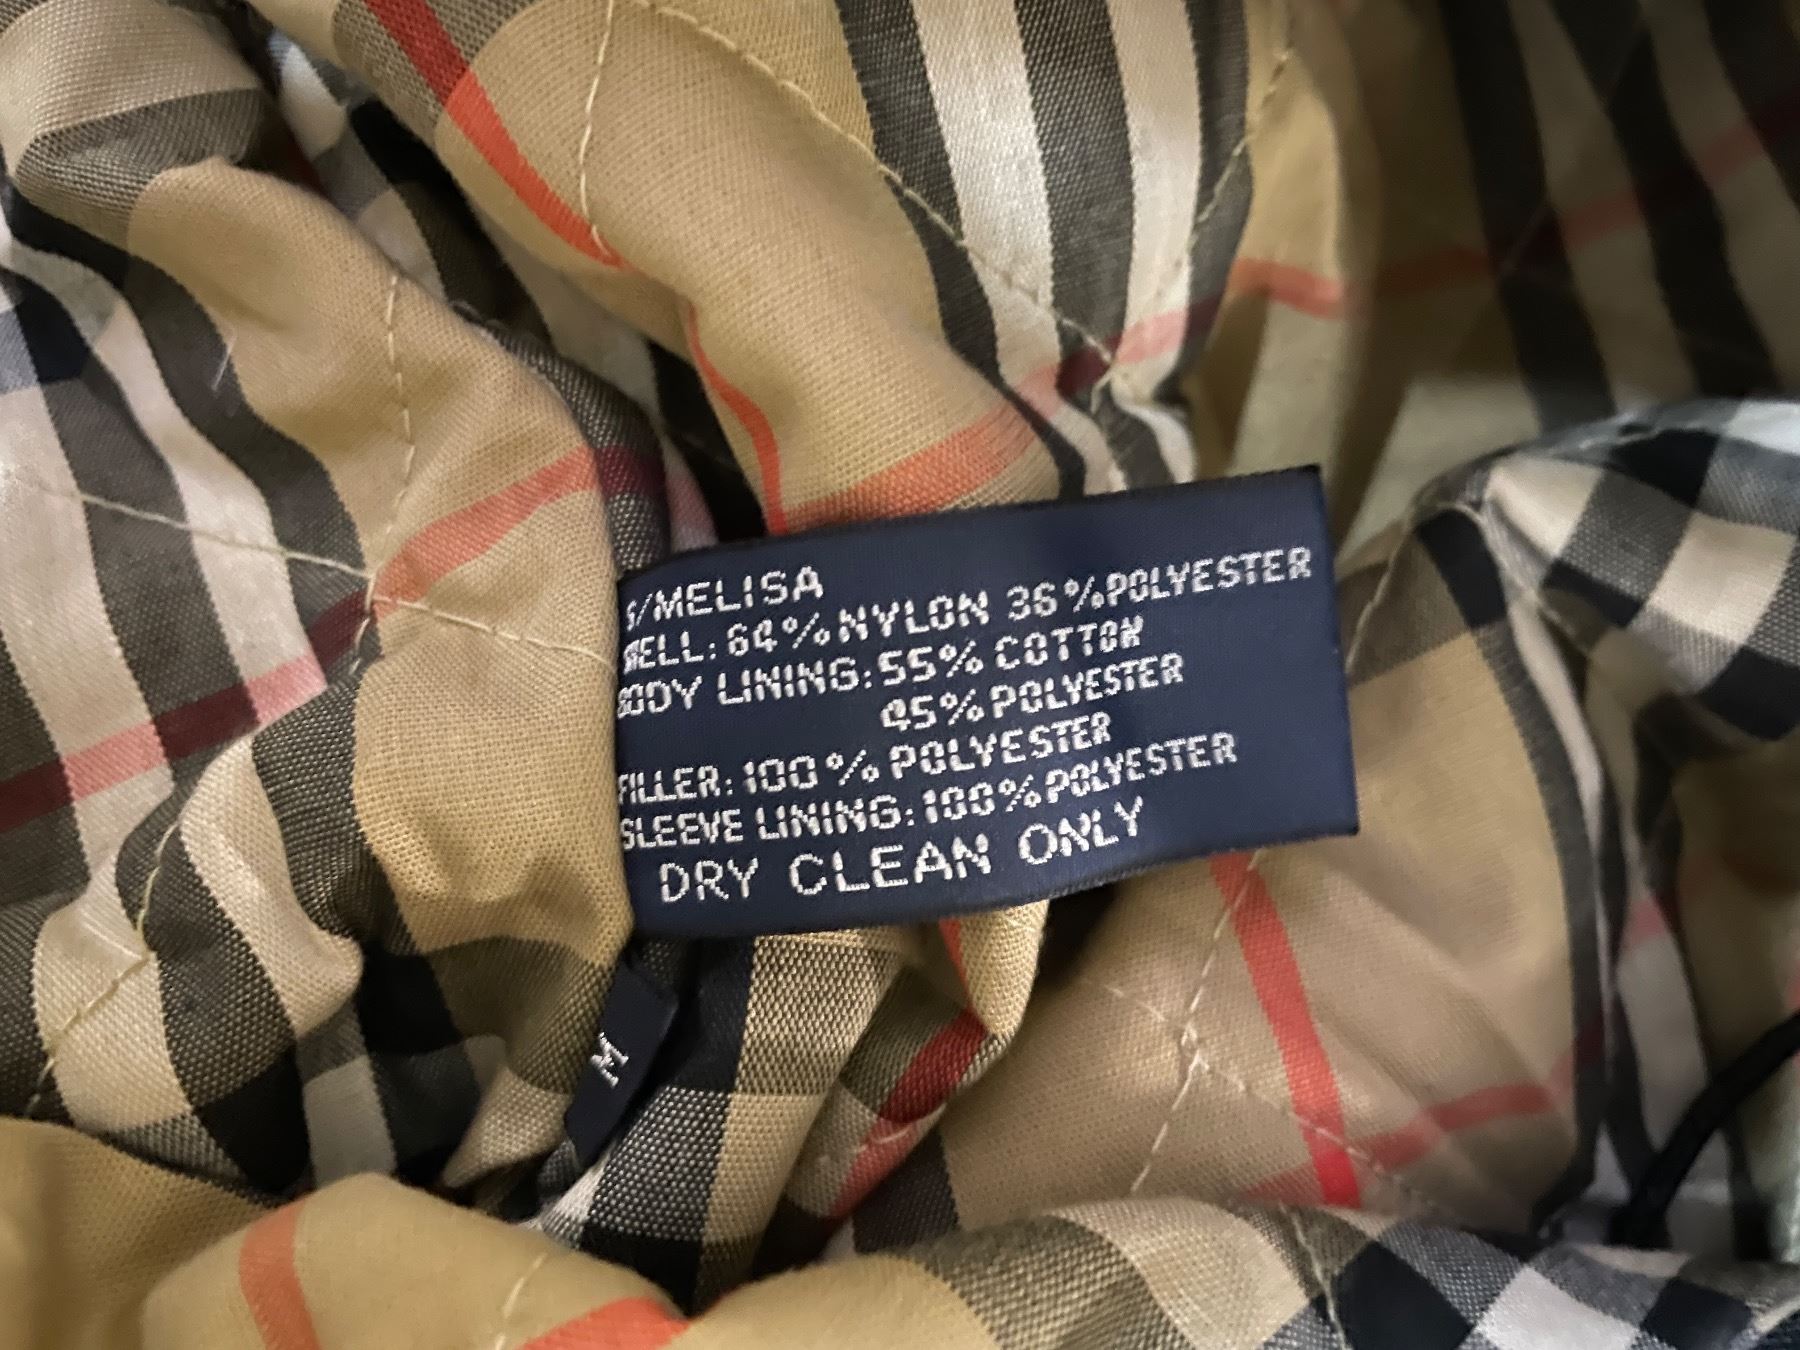 S/MELISA
SHELL: 64% NYLON 36% POLYESTER
BODY LINING: 55% COTTON
45% POLYESTER
FILLER: 100% POLYESTER
SLEEVE LINING: 100% POLYESTER
DRY CLEAN ONLY
M